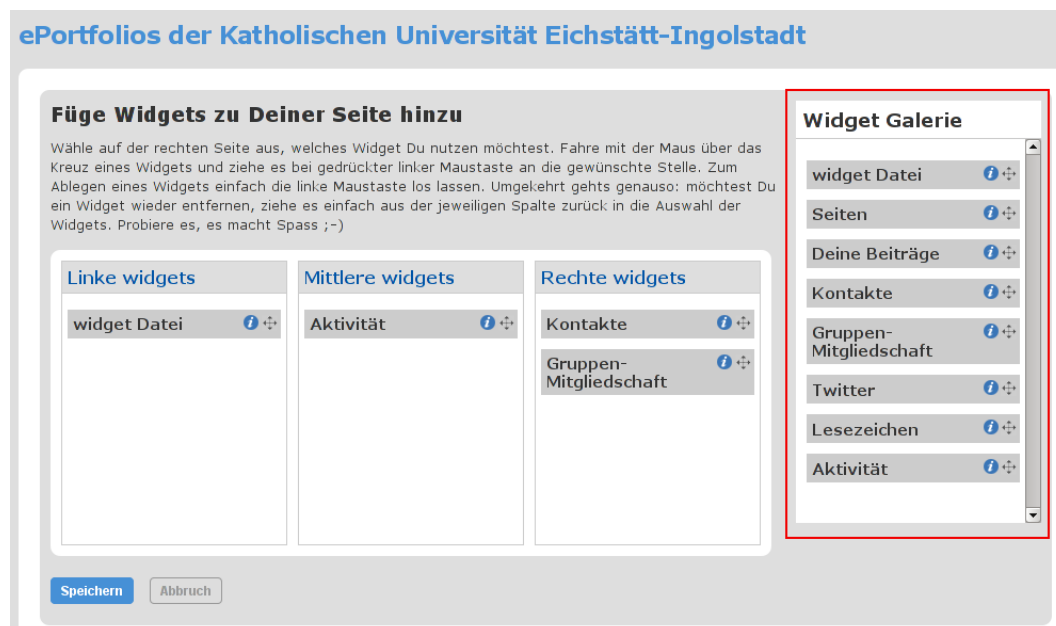 ePortfolios der Katholischen Universität Eichstätt-Ingolstadt
Füge Widgets zu Deiner Seite hinzu
Wähle auf der rechten Seite aus, welches Widget Du nutzen möchtest. Fahre mit der Maus über das
Kreuz eines Widgets und ziehe es bei gedrückter linker Maustaste an die gewünschte Stelle. Zum
Ablegen eines Widgets einfach die linke Maustaste los lassen. Umgekehrt gehts genauso: möchtest Du
ein Widget wieder entfernen, ziehe es einfach aus der jeweiligen Spalte zurück in die Auswahl der
Widgets. Probiere es, es macht Spass ;-)
Linke widgets
widget Datei
Mittlere widgets
Aktivität
Rechte widgets
Kontakte
Gruppen-
Mitgliedschaft
Speichern
Abbruch
Widget Galerie
widget Datei
Seiten
Deine Beiträge
Kontakte
Gruppen-
Mitgliedschaft
Twitter
Lesezeichen
Aktivität